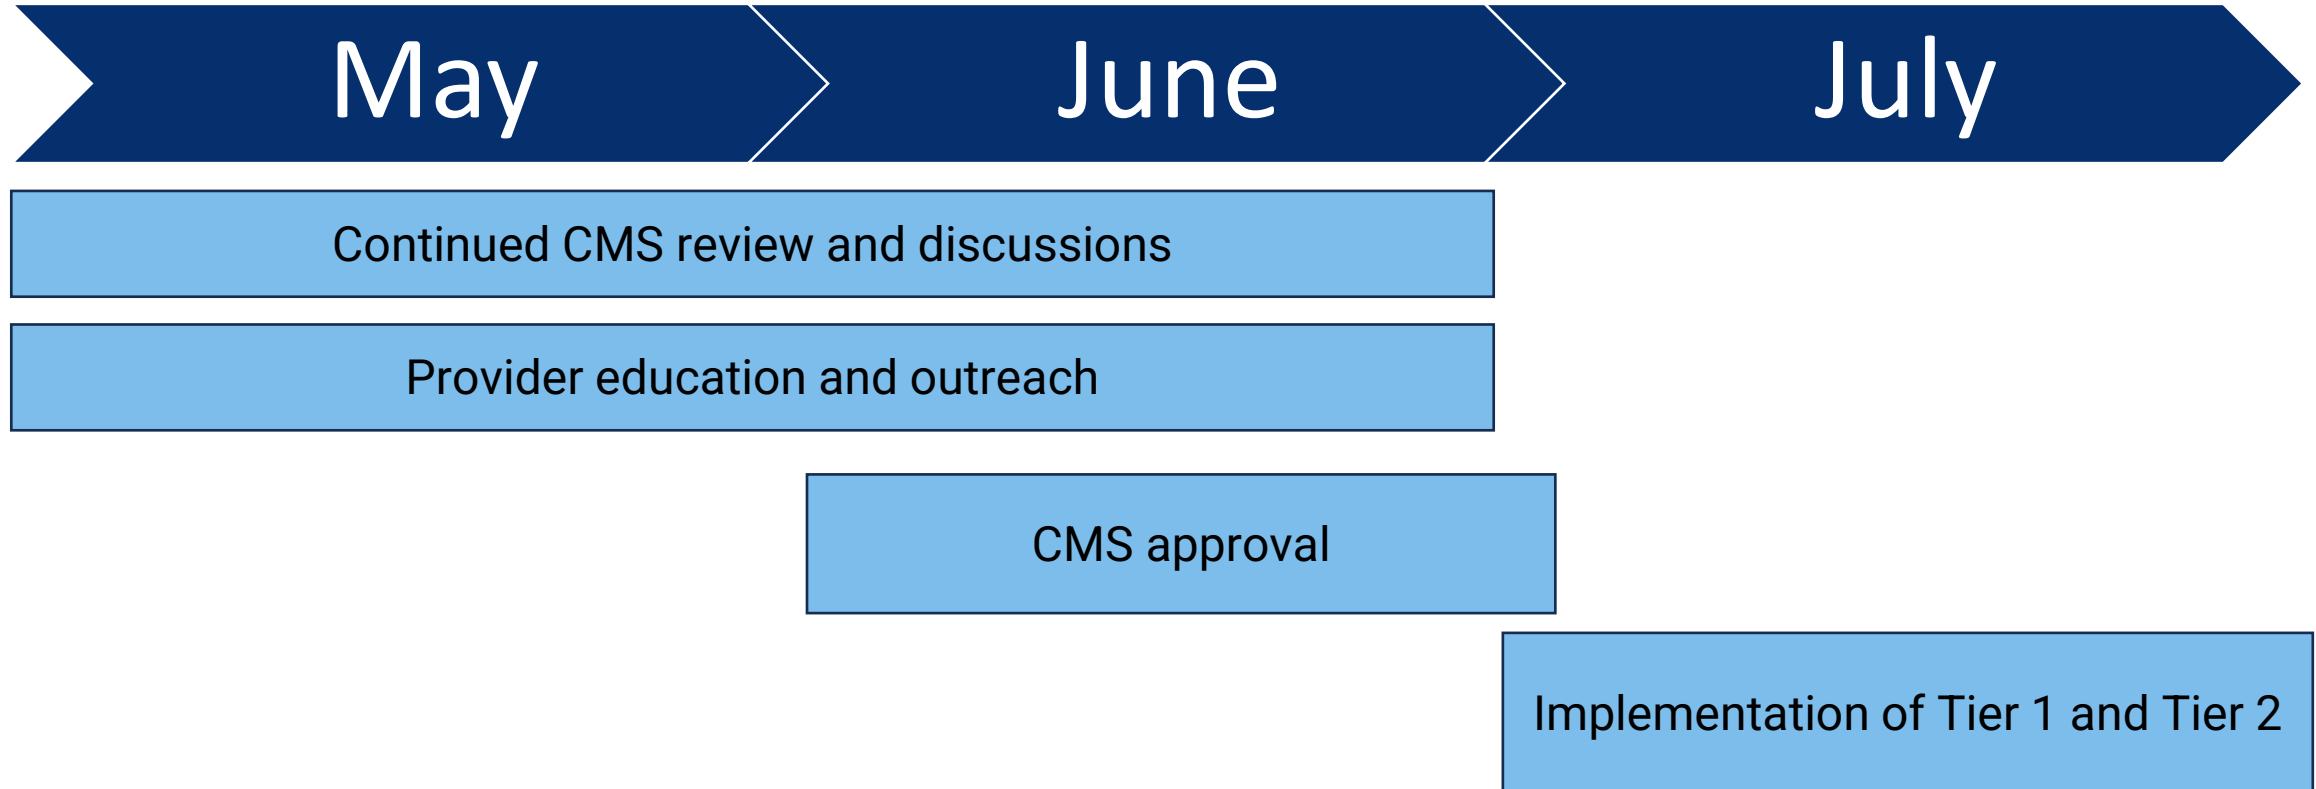 May
June
July
Continued CMS review and discussions
Provider education and outreach
CMS approval
Implementation of Tier 1 and Tier 2